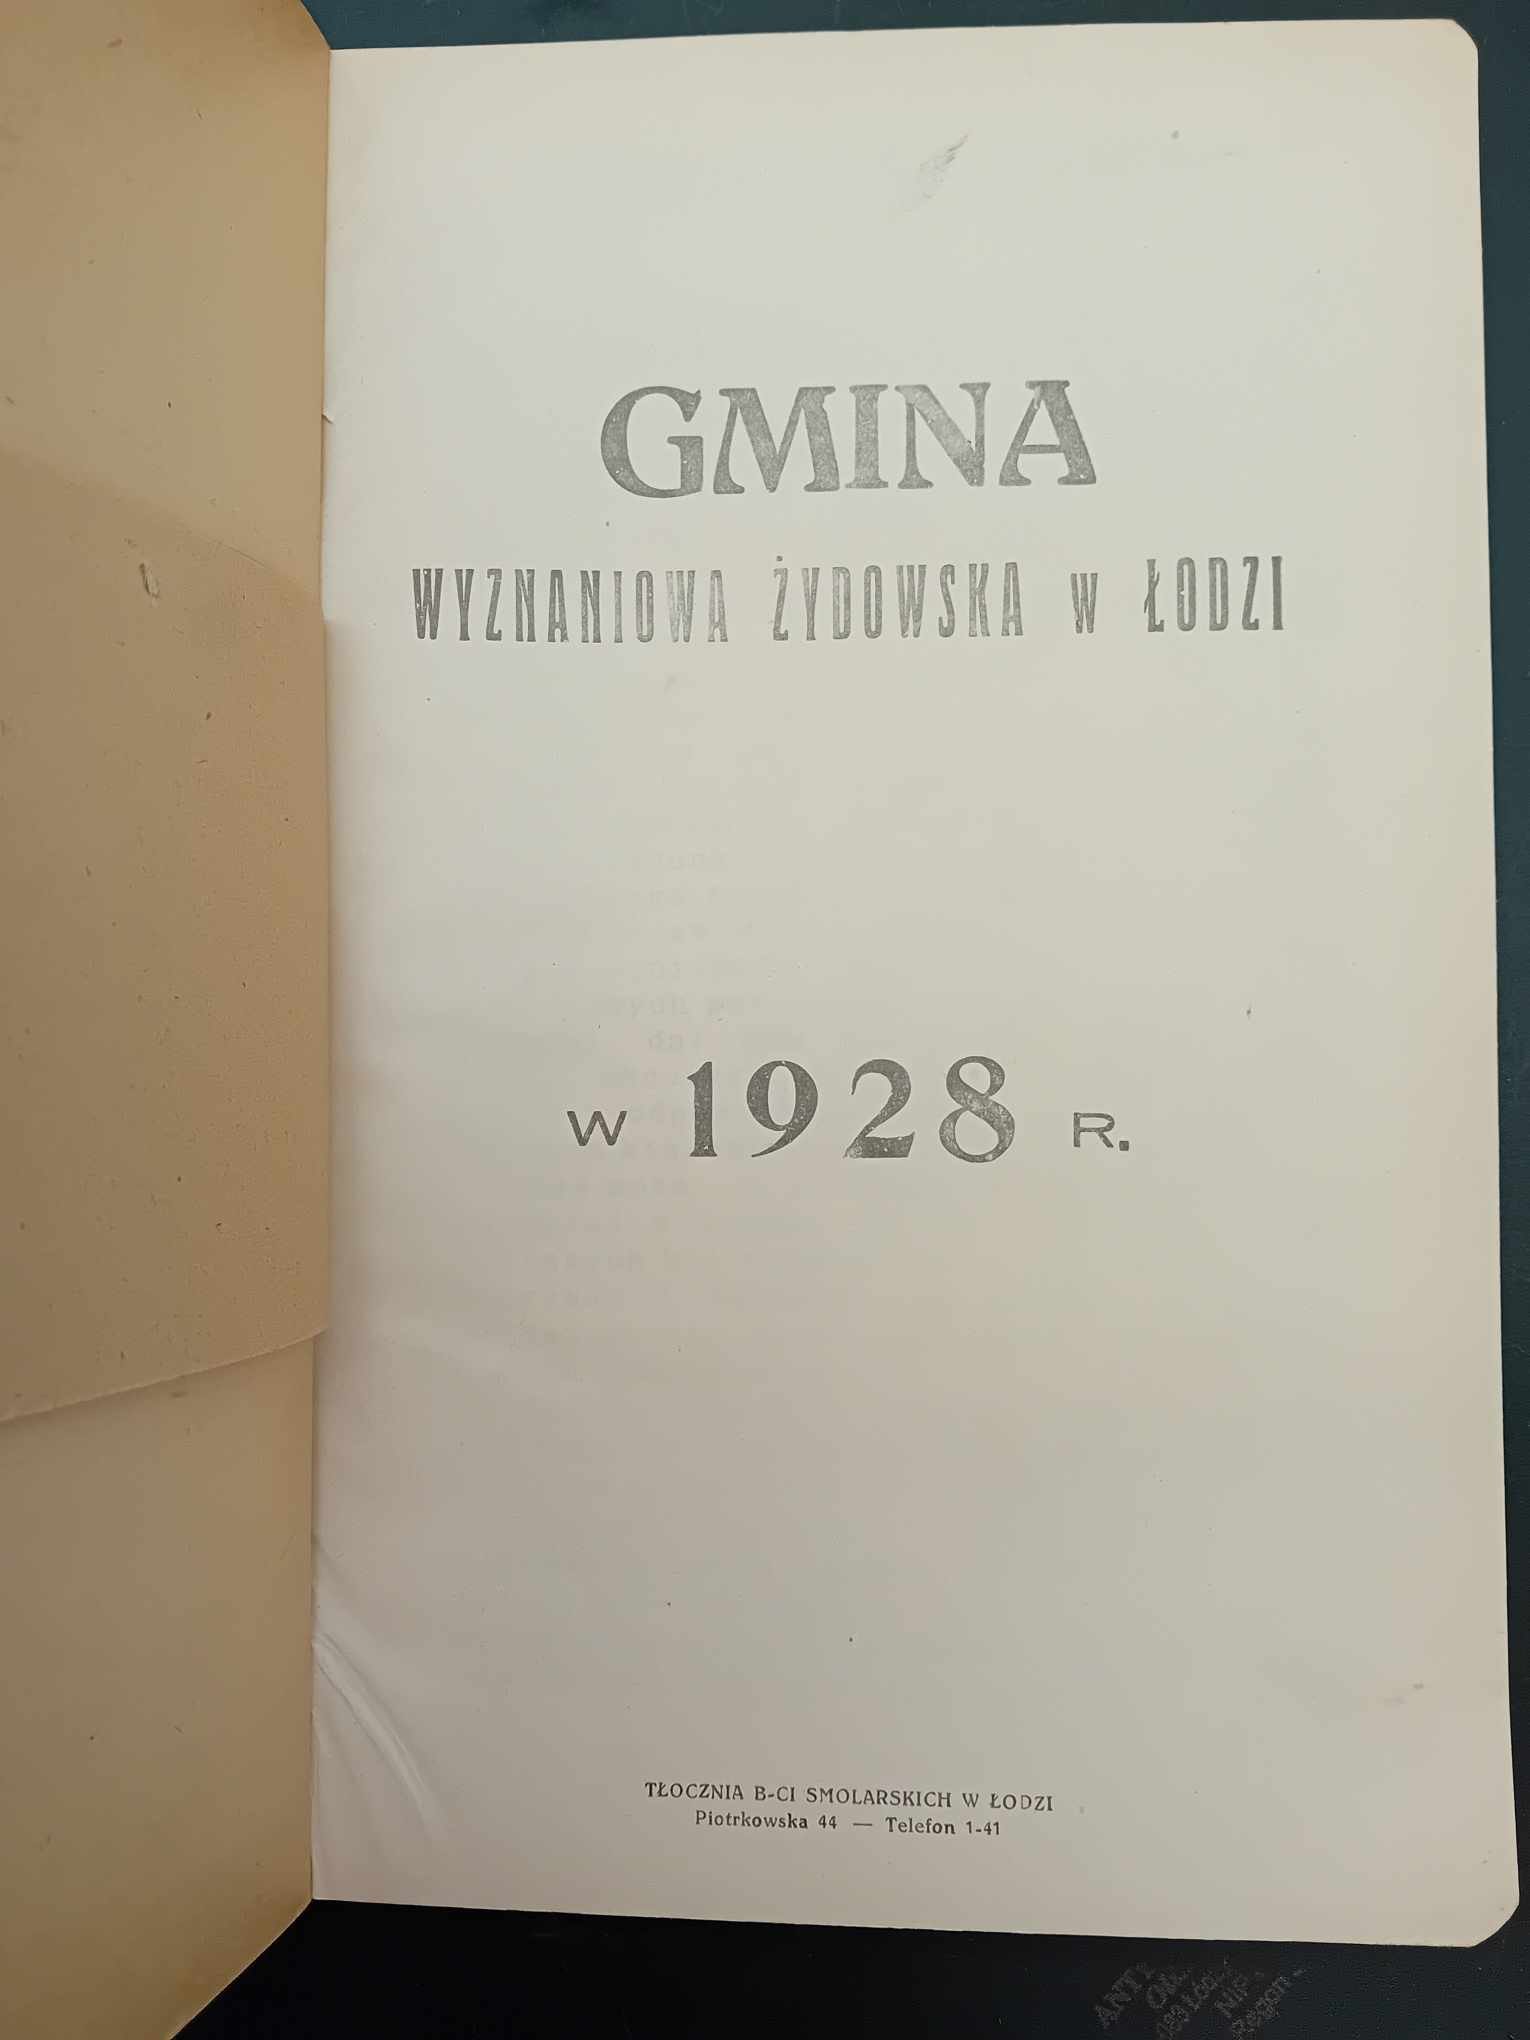 GMINA
WYZNANIOWA ŻYDOWSKA w ŁODZI
W 1928 R.
TŁOCZNIA B-CI SMOLARSKICH W ŁODZI
Piotrkowska 44 — Telefon 1-41